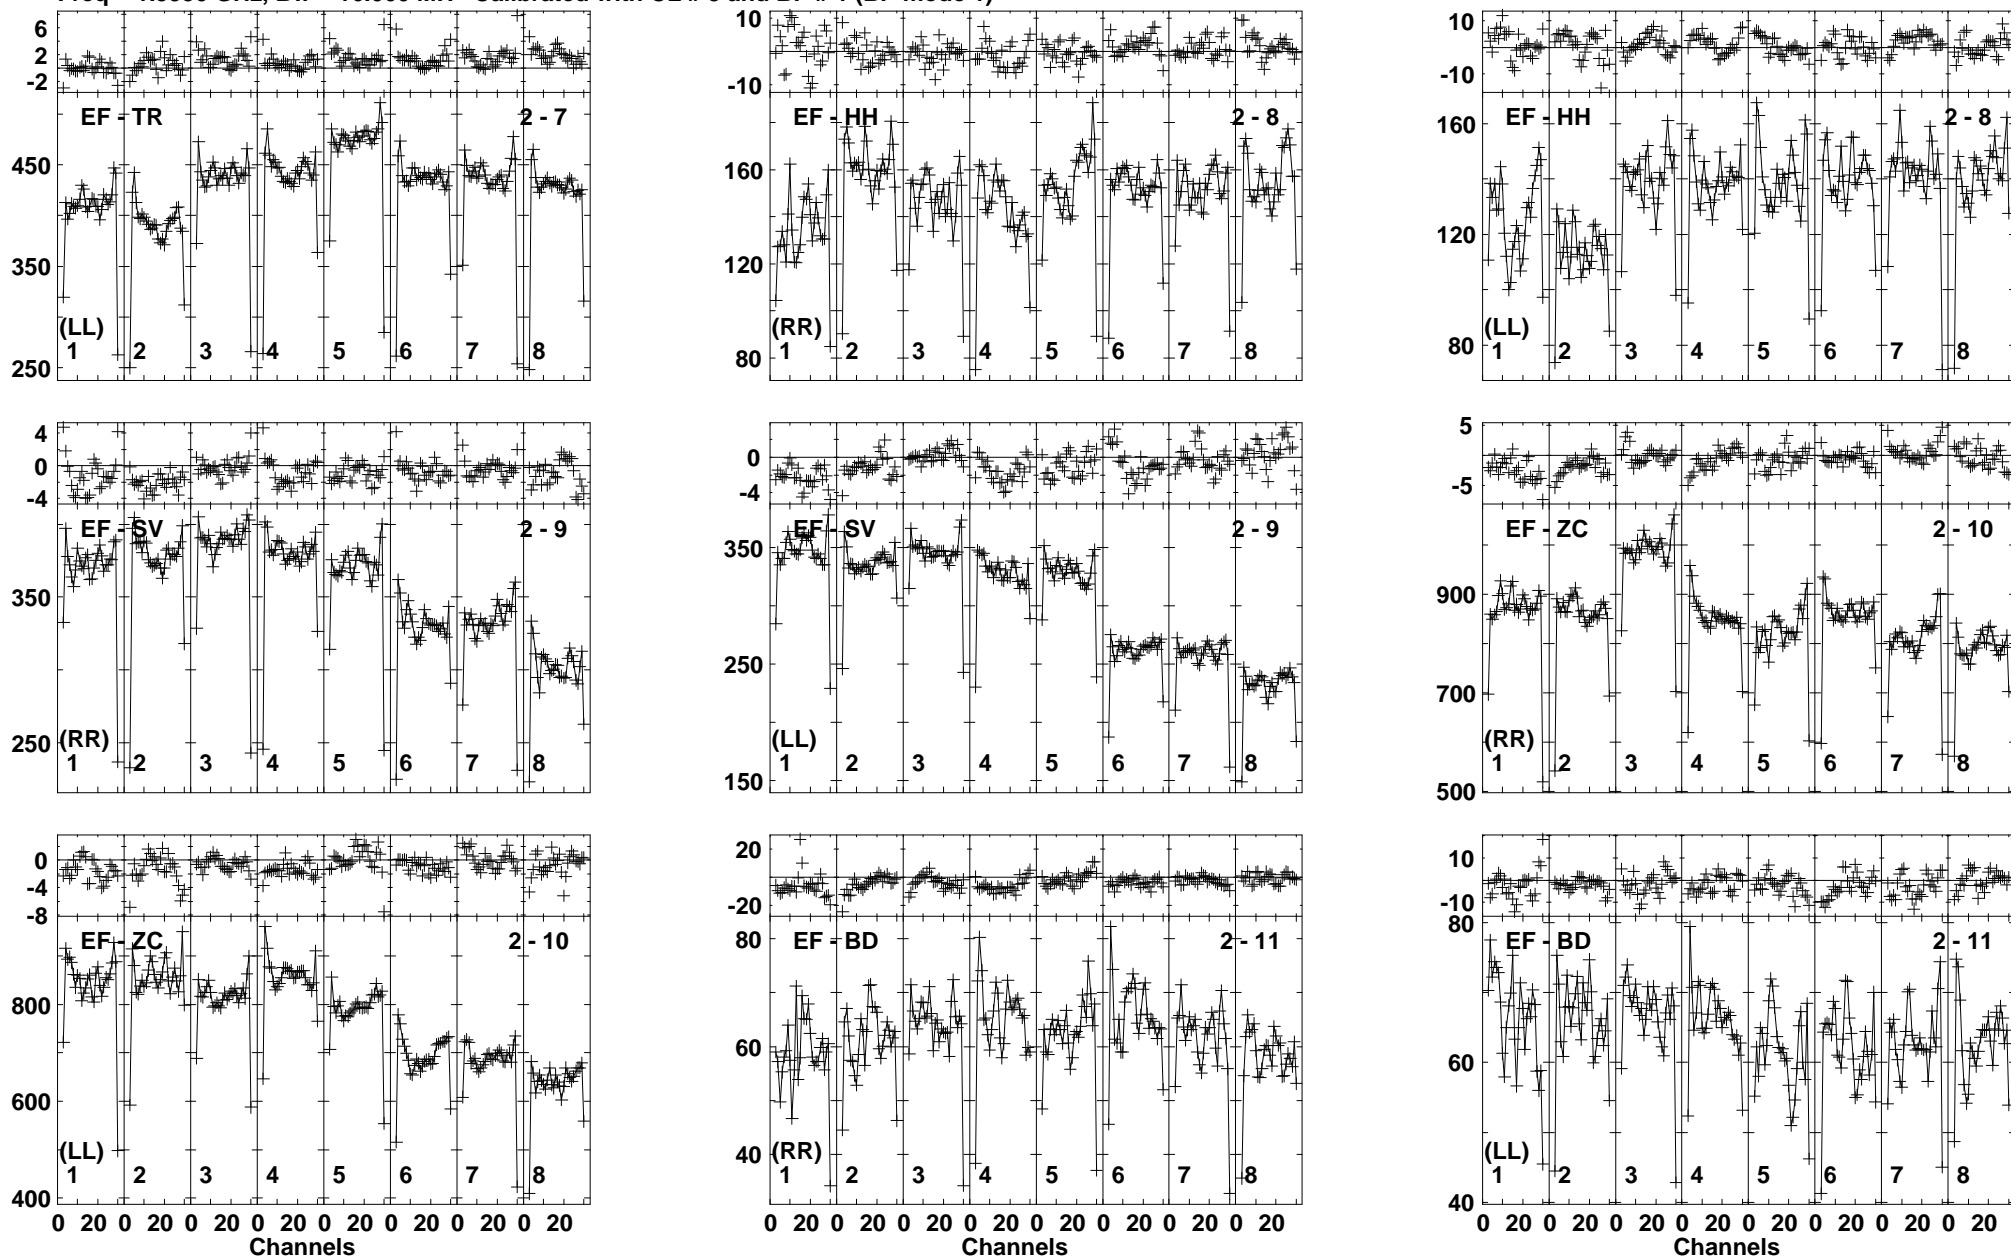 6
2
-2
EF - TR
2 - 7
450
350
250
(LL)
1 2 3 4 5 6 7 8
10
-10
EF - HH
2 - 8
160
120
80
(RR)
1 2 3 4 5 6 7 8
10
-10
EF - HH
2 - 8
160
120
80
(LL)
1 2 3 4 5 6 7 8
4
0
-4
EF - SV
2 - 9
350
250
(RR)
1 2 3 4 5 6 7 8
0
-4
EF - SV
2 - 9
350
250
150
(LL)
1 2 3 4 5 6 7 8
5
-5
EF - ZC
2 - 10
900
700
500
(RR)
1 2 3 4 5 6 7 8
0
-4
-8
EF - ZC
2 - 10
800
600
400
(LL)
1 2 3 4 5 6 7 8
0 20 0 20 0 20 0 20 0 20 0 20 0 20 0 20
Channels
20
-20
EF - BD
2 - 11
80
60
40
(RR)
1 2 3 4 5 6 7 8
0 20 0 20 0 20 0 20 0 20 0 20 0 20 0 20
Channels
10
-10
EF - BD
2 - 11
80
60
40
(LL)
1 2 3 4 5 6 7 8
0 20 0 20 0 20 0 20 0 20 0 20 0 20 0 20
Channels